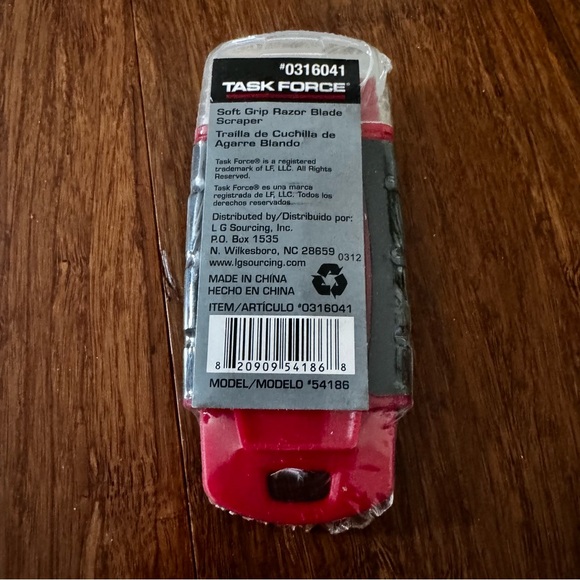 #0316041
TASK FORCE®
Soft Grip Razor Blade
Scraper
Trailla de Cuchilla de
Agarre Blando
Task Force® is a registered
trademark of LF, LLC. All Rights
Reserved.
Task Force® es una marca
registrada de LF, LLC. Todos los
derechos reservados.
Distributed by/Distribuido por:
L G Sourcing, Inc.
P.O. Box 1535
N. Wilkesboro, NC 28659
0312
www.lgsourcing.com
MADE IN CHINA
HECHO EN CHINA
ITEM/ARTÍCULO #0316041
8 20909 54186 8
MODEL/MODELO #54186